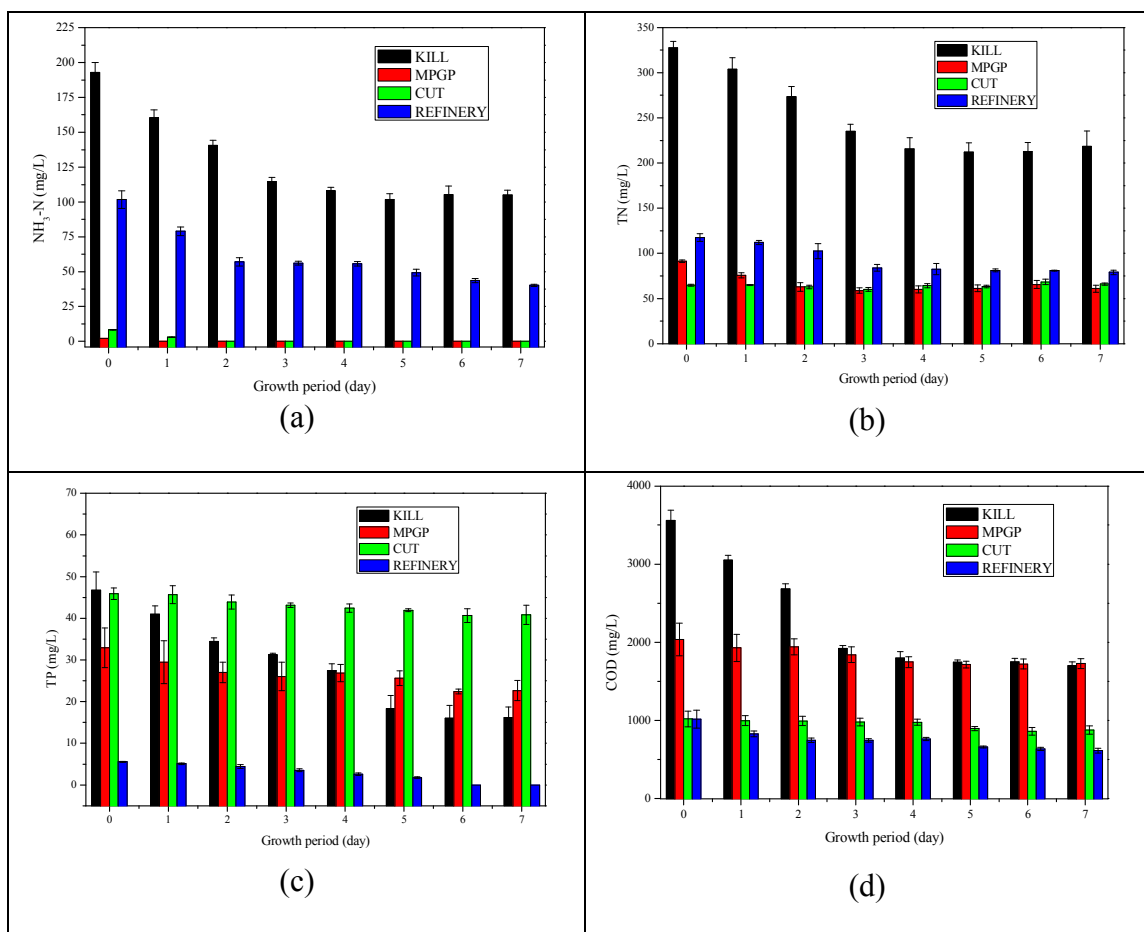 225
200
175
150
125
100
75
50
25
0
NH3-N (mg/L)
KILL
MPGP
CUT
REFINERY
0 1 2 3 4 5 6 7
Growth period (day)
(a)
350
300
250
200
150
100
50
0
TN (mg/L)
KILL
MPGP
CUT
REFINERY
0 1 2 3 4 5 6 7
Growth period (day)
(b)
70
60
50
40
30
20
10
0
TP (mg/L)
KILL
MPGP
CUT
REFINERY
0 1 2 3 4 5 6 7
Growth period (day)
(c)
4000
3000
2000
1000
0
COD (mg/L)
KILL
MPGP
CUT
REFINERY
0 1 2 3 4 5 6 7
Growth period (day)
(d)